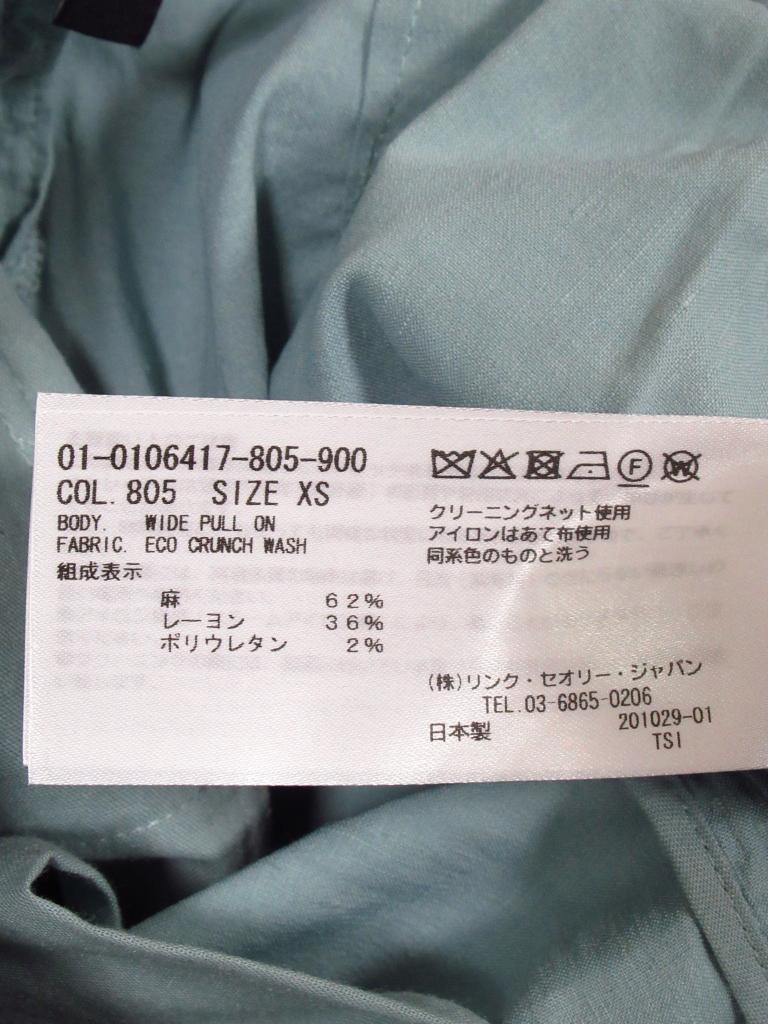 01-0106417-805-900
COL. 805 SIZE XS
BODY. WIDE PULL ON
FABRIC. ECO CRUNCH WASH
組成表示
麻 62%
レーヨン 36%
ポリウレタン 2%
F W
クリーニングネット使用
アイロンはあて布使用
同系色のものと洗う
(株)リンク・セオリー・ジャパン
TEL.03-6865-0206
201029-01
日本製
TSI